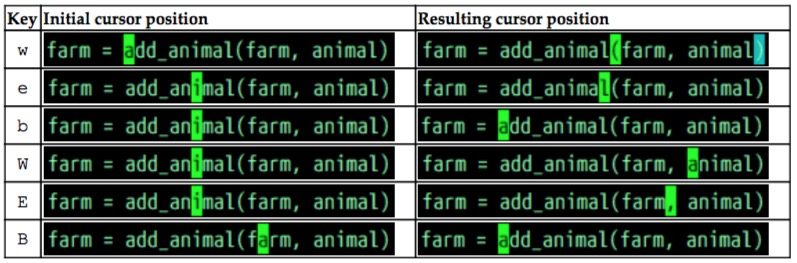 Key Initial cursor position Resulting cursor position
w farm = add_animal(farm, animal) farm = add_animal(farm, animal)
e farm = add_animal(farm, animal) farm = add_animal(farm, animal)
b farm = add_animal(farm, animal) farm = add_animal(farm, animal)
W farm = add_animal(farm, animal) farm = add_animal(farm, animal)
E farm = add_animal(farm, animal) farm = add_animal(farm, animal)
B farm = add_animal(farm, animal) farm = add_animal(farm, animal)